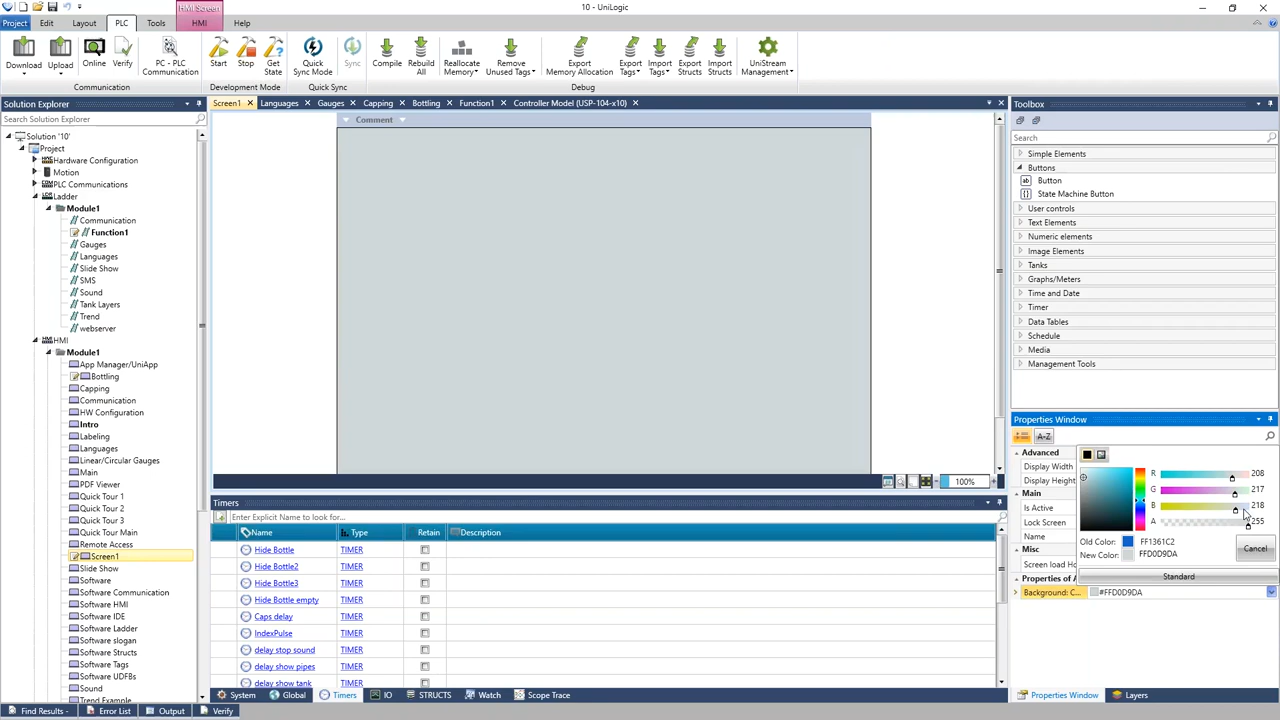 HMI Screen
10 - UniLogic
Project Edit Layout PLC Tools HMI Help
Download Upload Online Verify PC - PLC Communication Start Stop Get State Quick Sync Mode Sync Compile Rebuild All Reallocate Memory Remove Unused Tags Export Memory Allocation Export Tags Import Tags Export Structs Import Structs UniStream Management
Communication Development Mode Quick Sync Debug
Solution Explorer
Search Solution Explorer
Solution '10'
Project
Hardware Configuration
Motion
PLC Communications
Ladder
Module1
Communication
Function1
Gauges
Languages
Slide Show
SMS
Sound
Tank Layers
Trend
webserver
HMI
Module1
App Manager/UniApp
Bottling
Capping
Communication
HW Configuration
Intro
Labeling
Languages
Linear/Circular Gauges
Main
PDF Viewer
Quick Tour 1
Quick Tour 2
Quick Tour 3
Quick Tour Main
Remote Access
Screen1
Slide Show
Software
Software Communication
Software HMI
Software IDE
Software Ladder
Software slogan
Software Structs
Software Tags
Software UDFBs
Sound
Trend Example
Screen1 Languages Gauges Capping Bottling Function1 Controller Model (USP-104-x10)
Comment
100%
Timers
Enter Explicit Name to look for...
Name Type Retain Description
Hide Bottle TIMER
Hide Bottle2 TIMER
Hide Bottle3 TIMER
Hide Bottle empty TIMER
Caps delay TIMER
IndexPulse TIMER
delay stop sound TIMER
delay show pipes TIMER
delay show tank TIMER
System Global Timers IO STRUCTS Watch Scope Trace
Toolbox
Search
Simple Elements
Buttons
ab Button
{} State Machine Button
User controls
Text Elements
Numeric elements
Image Elements
Tanks
Graphs/Meters
Time and Date
Timer
Data Tables
Schedule
Media
Management Tools
Properties Window
A-Z
Advanced
Display Width
Display Height
Main
Is Active
Lock Screen
Name
Misc
Screen load Ho
Properties of A
Background: C... #FFD0D9DA
R 208
G 217
B 218
A 255
Old Color: FF1361C2
New Color: FFD0D9DA
Cancel
Standard
Properties Window Layers
Find Results - Error List Output Verify